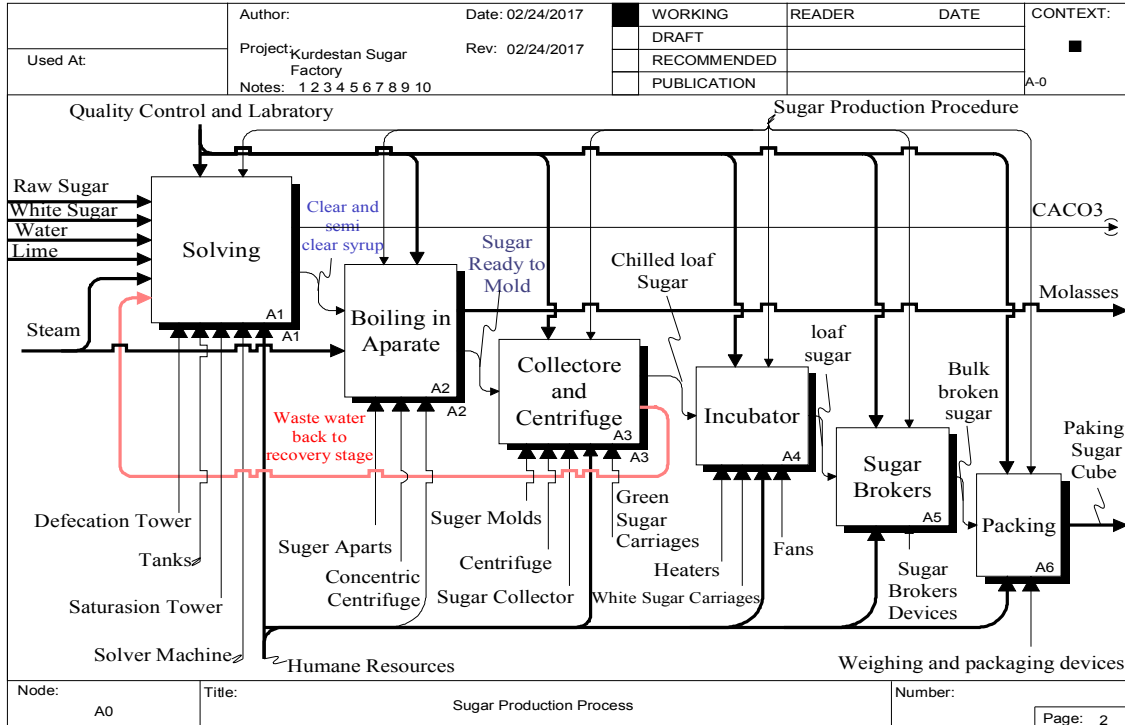 Used At:
Author:
Date: 02/24/2017
Project: Kurdestan Sugar
Factory
Rev: 02/24/2017
Notes: 1 2 3 4 5 6 7 8 9 10
WORKING
DRAFT
RECOMMENDED
PUBLICATION
READER
DATE
CONTEXT:
A-0
Quality Control and Labratory
Sugar Production Procedure
Raw Sugar
White Sugar
Water
Lime
Steam
Solving
A1
A1
Clear and
semi
clear syrup
CACO3
Boiling in
Aparate
A2
A2
Sugar
Ready to
Mold
Molasses
Collectore
and
Centrifuge
A3
A3
Chilled loaf
Sugar
Incubator
A4
loaf
sugar
Sugar
Brokers
A5
Bulk
broken
sugar
Packing
A6
Paking
Sugar
Cube
Waste water
back to
recovery stage
Defecation Tower
Tanks
Saturasion Tower
Solver Machine
Humane Resources
Suger Aparts
Concentric
Centrifuge
Suger Molds
Centrifuge
Sugar Collector
Green
Sugar
Carriages
Heaters
White Sugar Carriages
Fans
Sugar
Brokers
Devices
Weighing and packaging devices
Node:
A0
Title:
Sugar Production Process
Number:
Page: 2